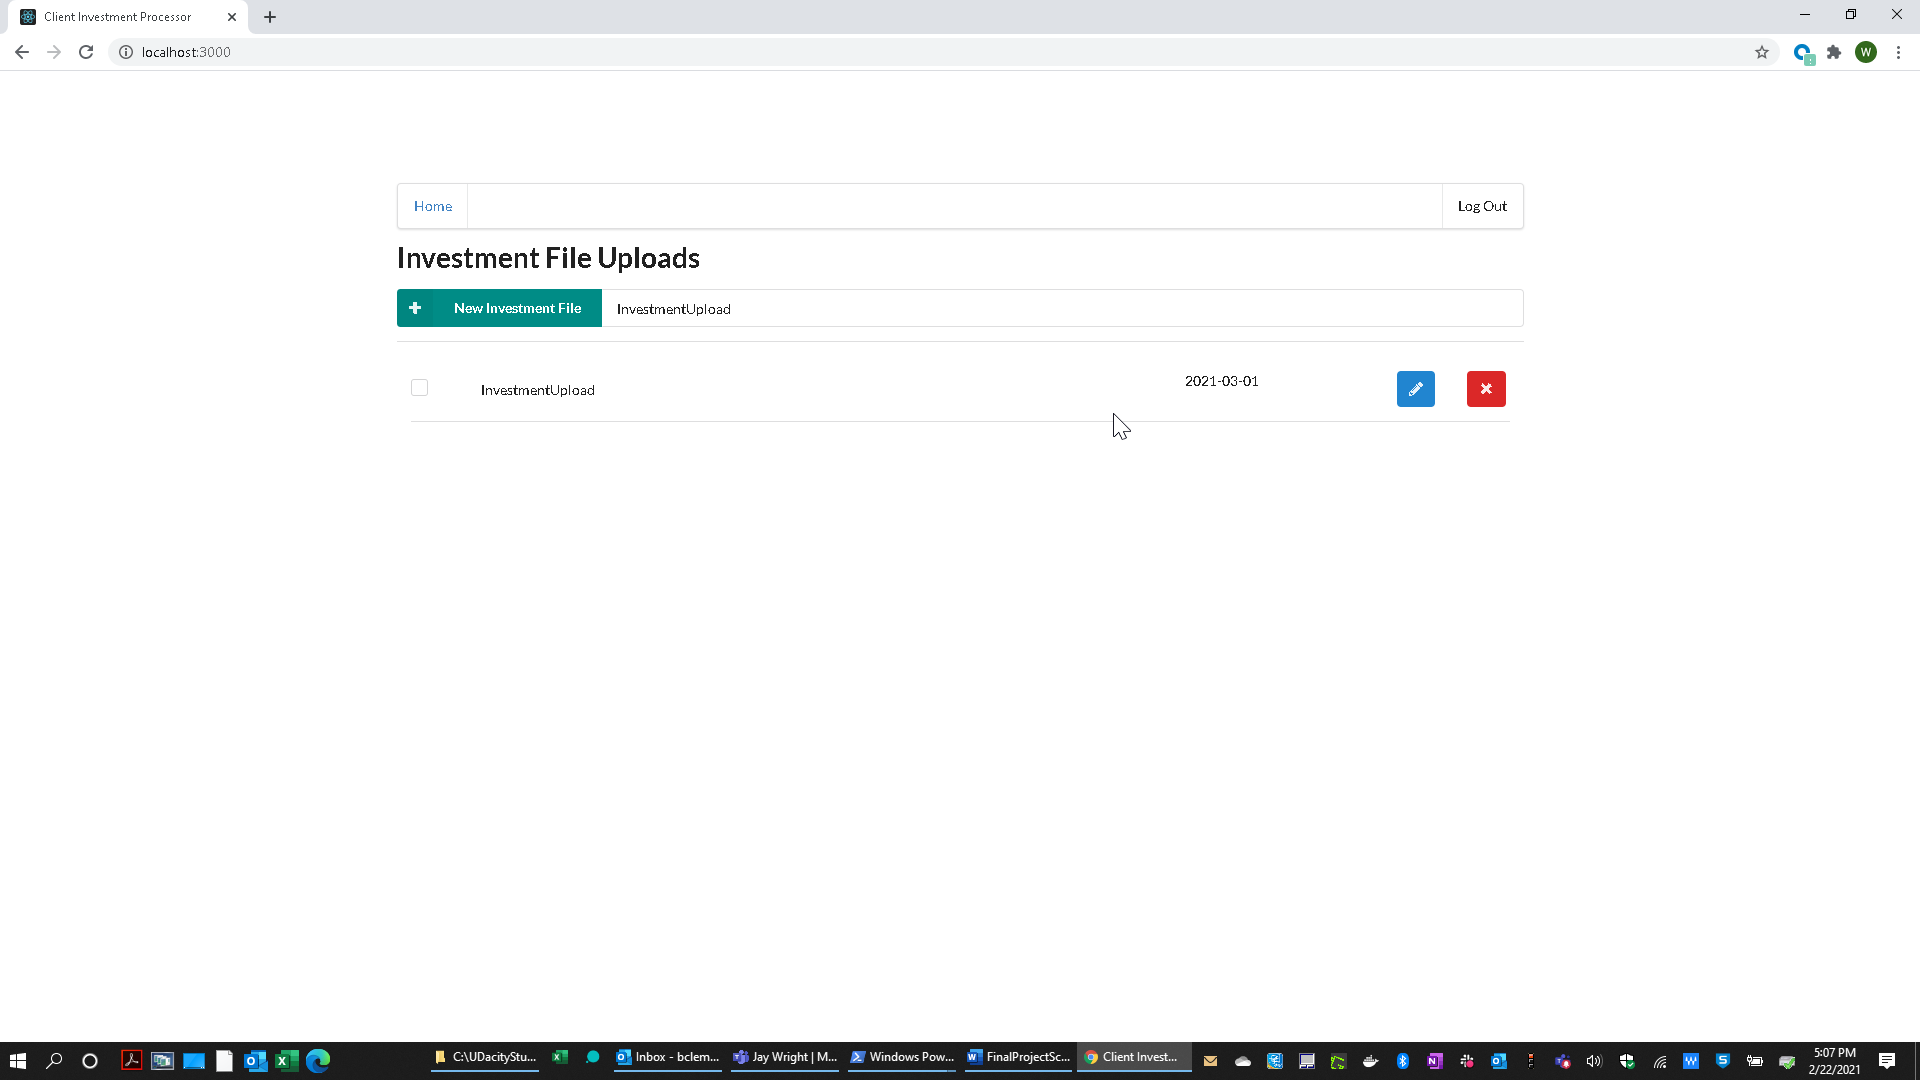 Client Investment Processor
localhost:3000
W
Home
Log Out
Investment File Uploads
New Investment File
InvestmentUpload
InvestmentUpload
2021-03-01
C:\UDacityStu...
Inbox - bclem...
Jay Wright | M...
Windows Pow...
FinalProjectSc...
Client Invest...
5:07 PM
2/22/2021